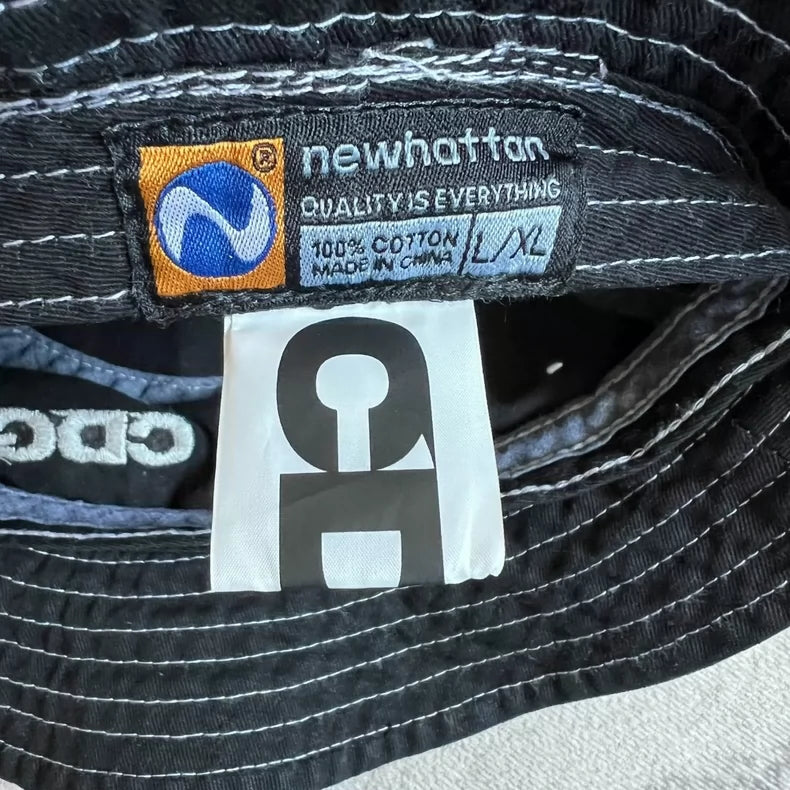 newhattan ®
QUALITY IS EVERYTHING
100% COTTON
MADE IN CHINA
L/XL
CDG